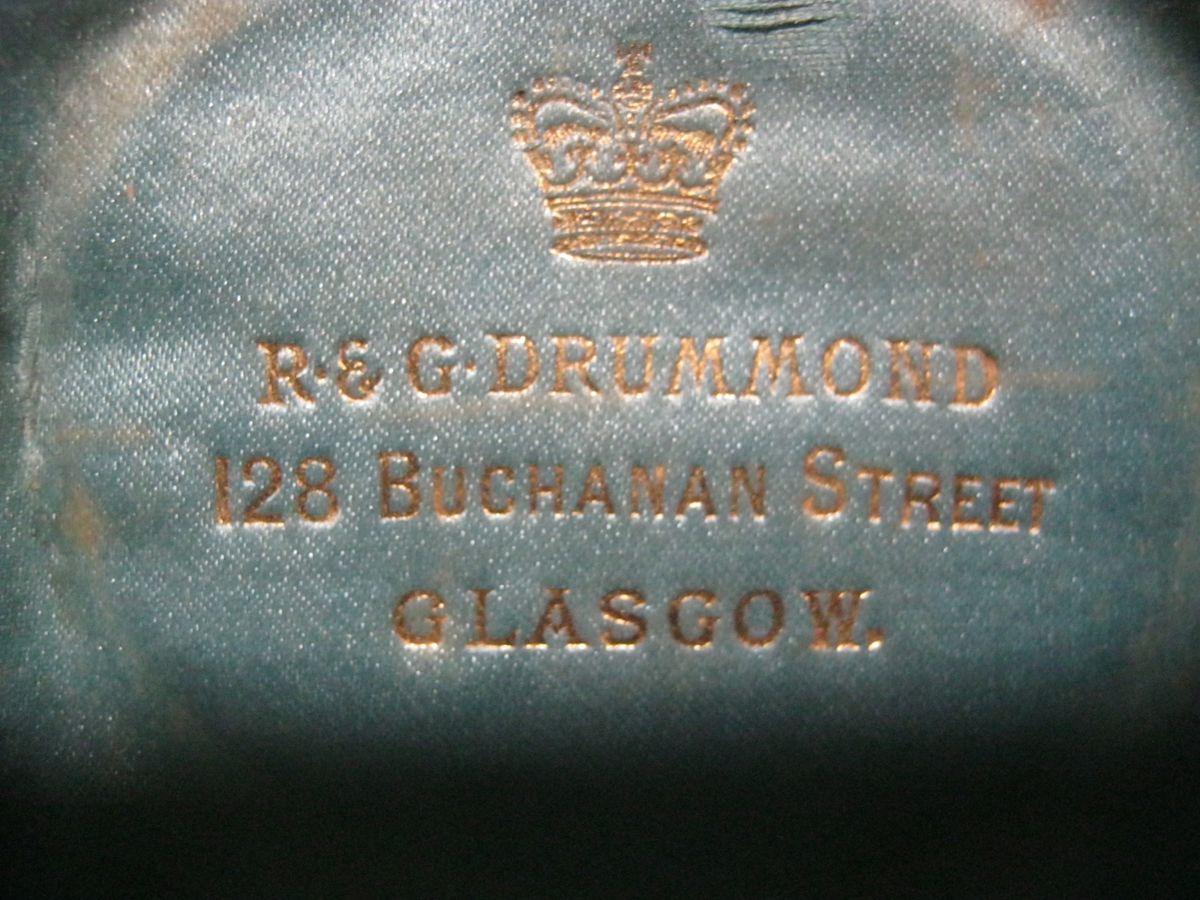 R. & G. DRUMMOND
128 BUCHANAN STREET
GLASGOW.